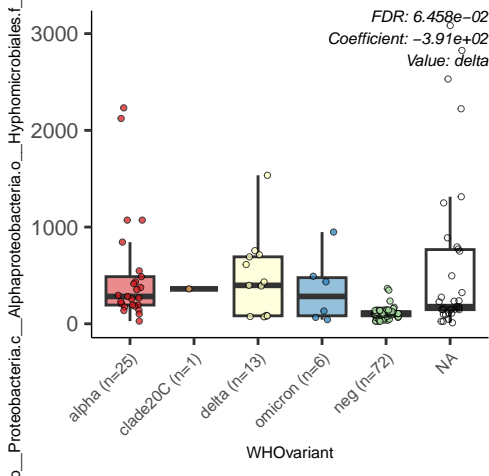 FDR: 6.458e−02
Coefficient: −3.91e+02
Value: delta
3000
2000
1000
0
alpha (n=25)
clade20C (n=1)
delta (n=13)
omicron (n=6)
neg (n=72)
NA
WHOvariant
o__Proteobacteria.c__Alphaproteobacteria.o__Hyphomicrobiales.f_